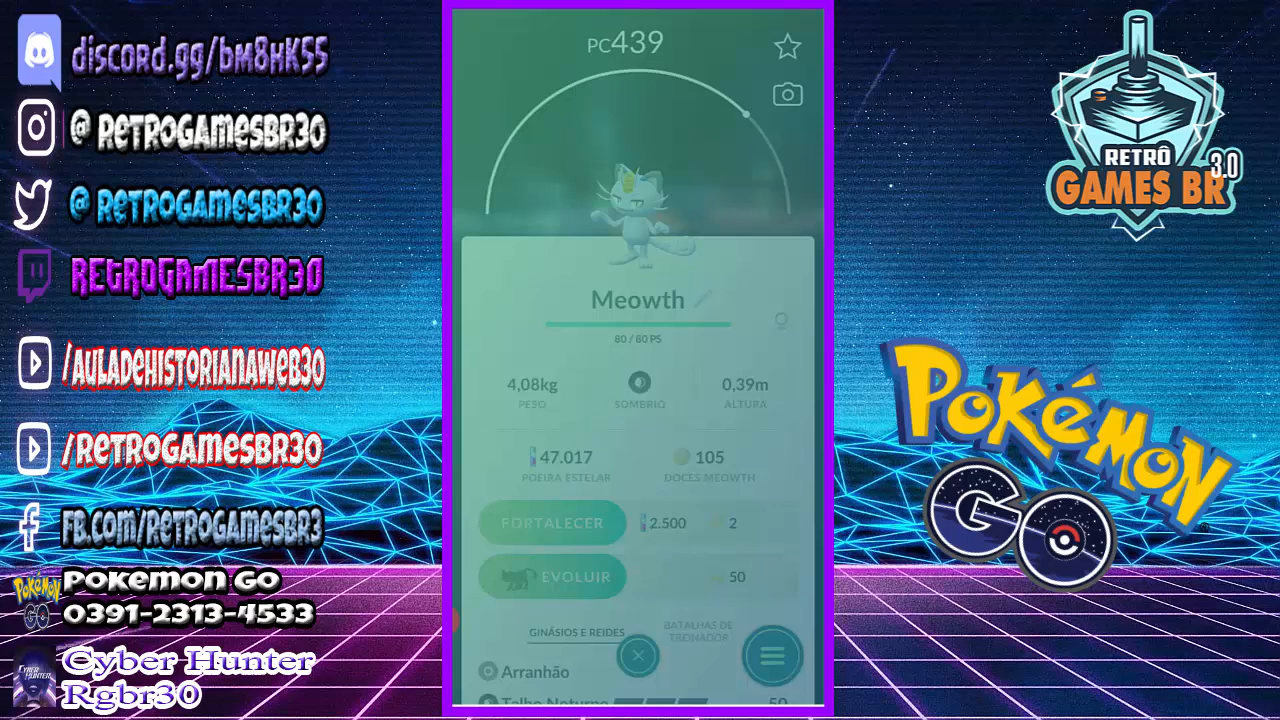 discord.gg/bm8HK55
@ RetroGamesBR30
@ RetroGamesBR30
RetroGamesBR30
/AulaDeHistoriaNaWeb30
/RetroGamesBR30
FB.com/RetroGamesBR3
Pokemon GO
0391-2313-4533
Cyber Hunter
Rgbr30
PC439
Meowth
80 / 80 PS
4,08kg
PESO
SOMBRIO
0,39m
ALTURA
47.017
POEIRA ESTELAR
105
DOCES MEOWTH
FORTALECER
2.500
2
EVOLUIR
50
GINÁSIOS E REIDES
BATALHAS DE
TREINADOR
Arranhão
Talho Noturno
50
RETRÔ
GAMES BR
3.0
POKéMON
GO